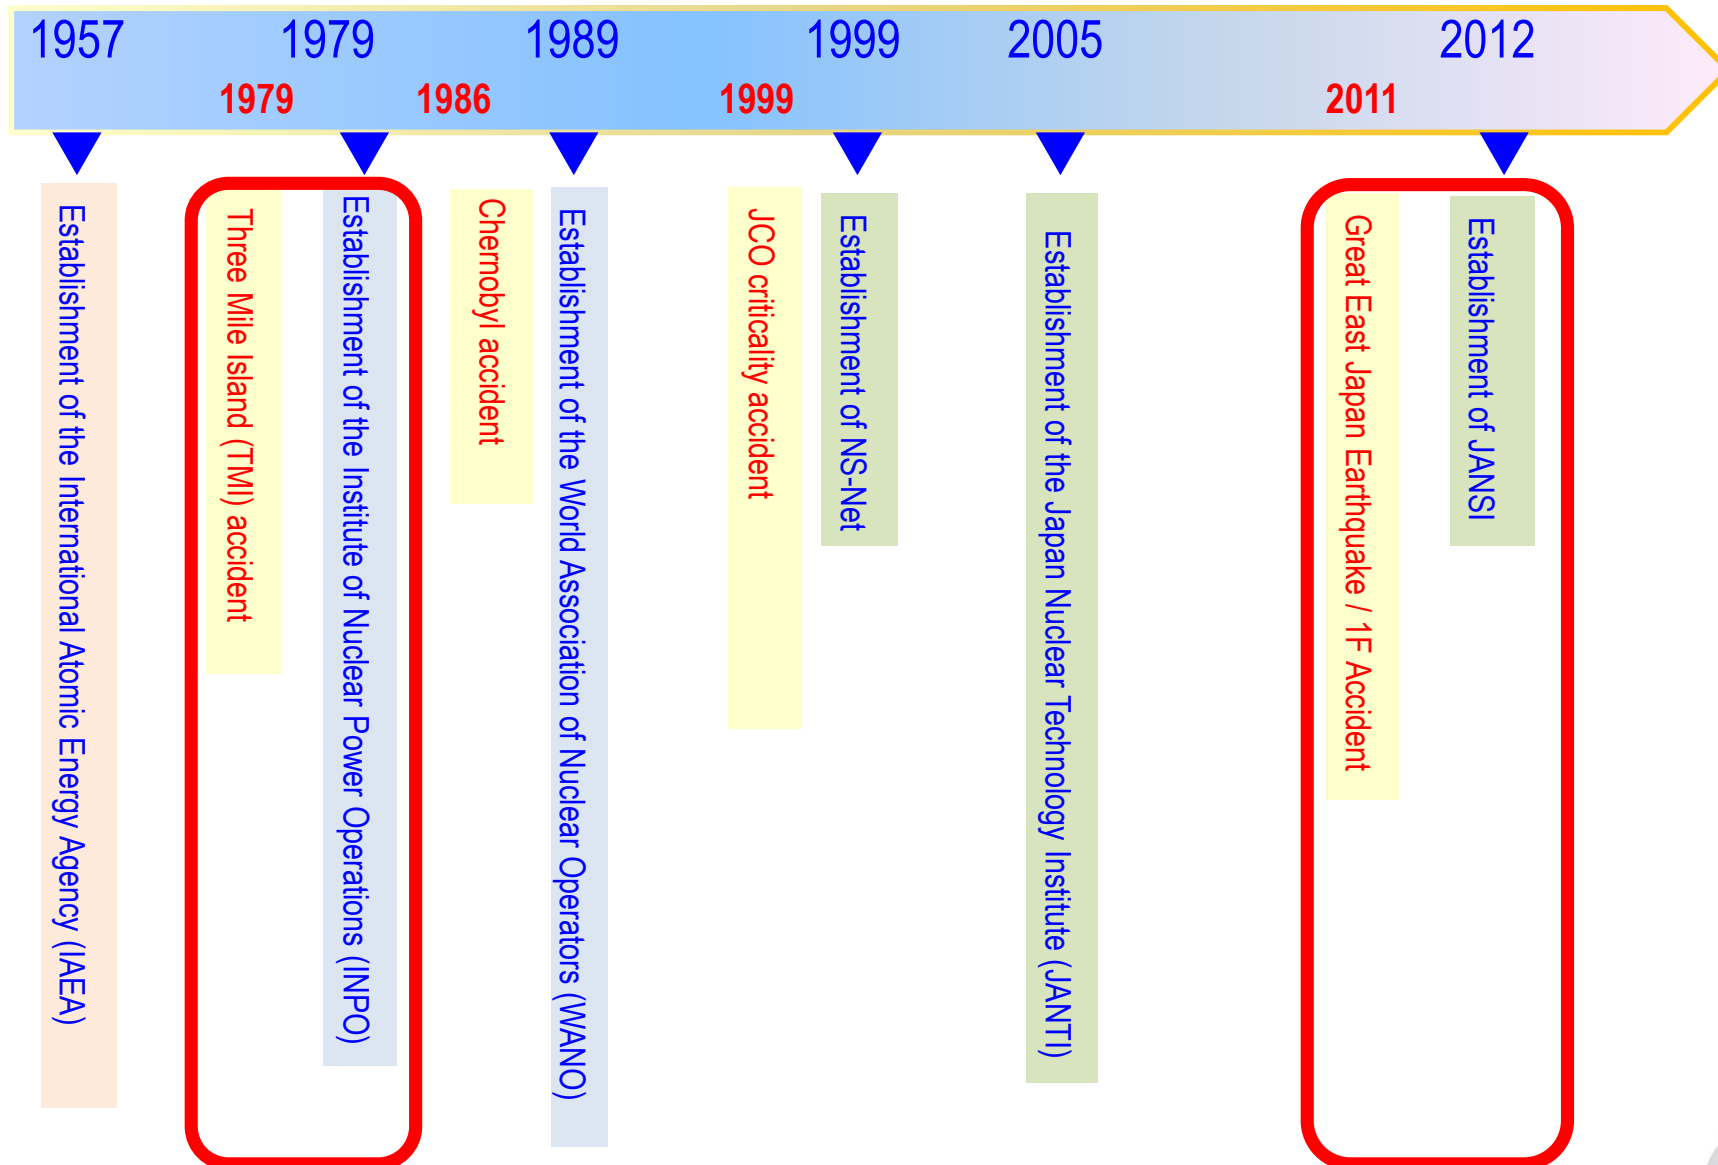 1957
1979
1989
1999
2005
2012
1979
1986
1999
2011
Establishment of the International Atomic Energy Agency (IAEA)
Three Mile Island (TMI) accident
Establishment of the Institute of Nuclear Power Operations (INPO)
Chernobyl accident
Establishment of the World Association of Nuclear Operators (WANO)
JCO criticality accident
Establishment of NS-Net
Establishment of the Japan Nuclear Technology Institute (JANTI)
Great East Japan Earthquake / 1F Accident
Establishment of JANSI